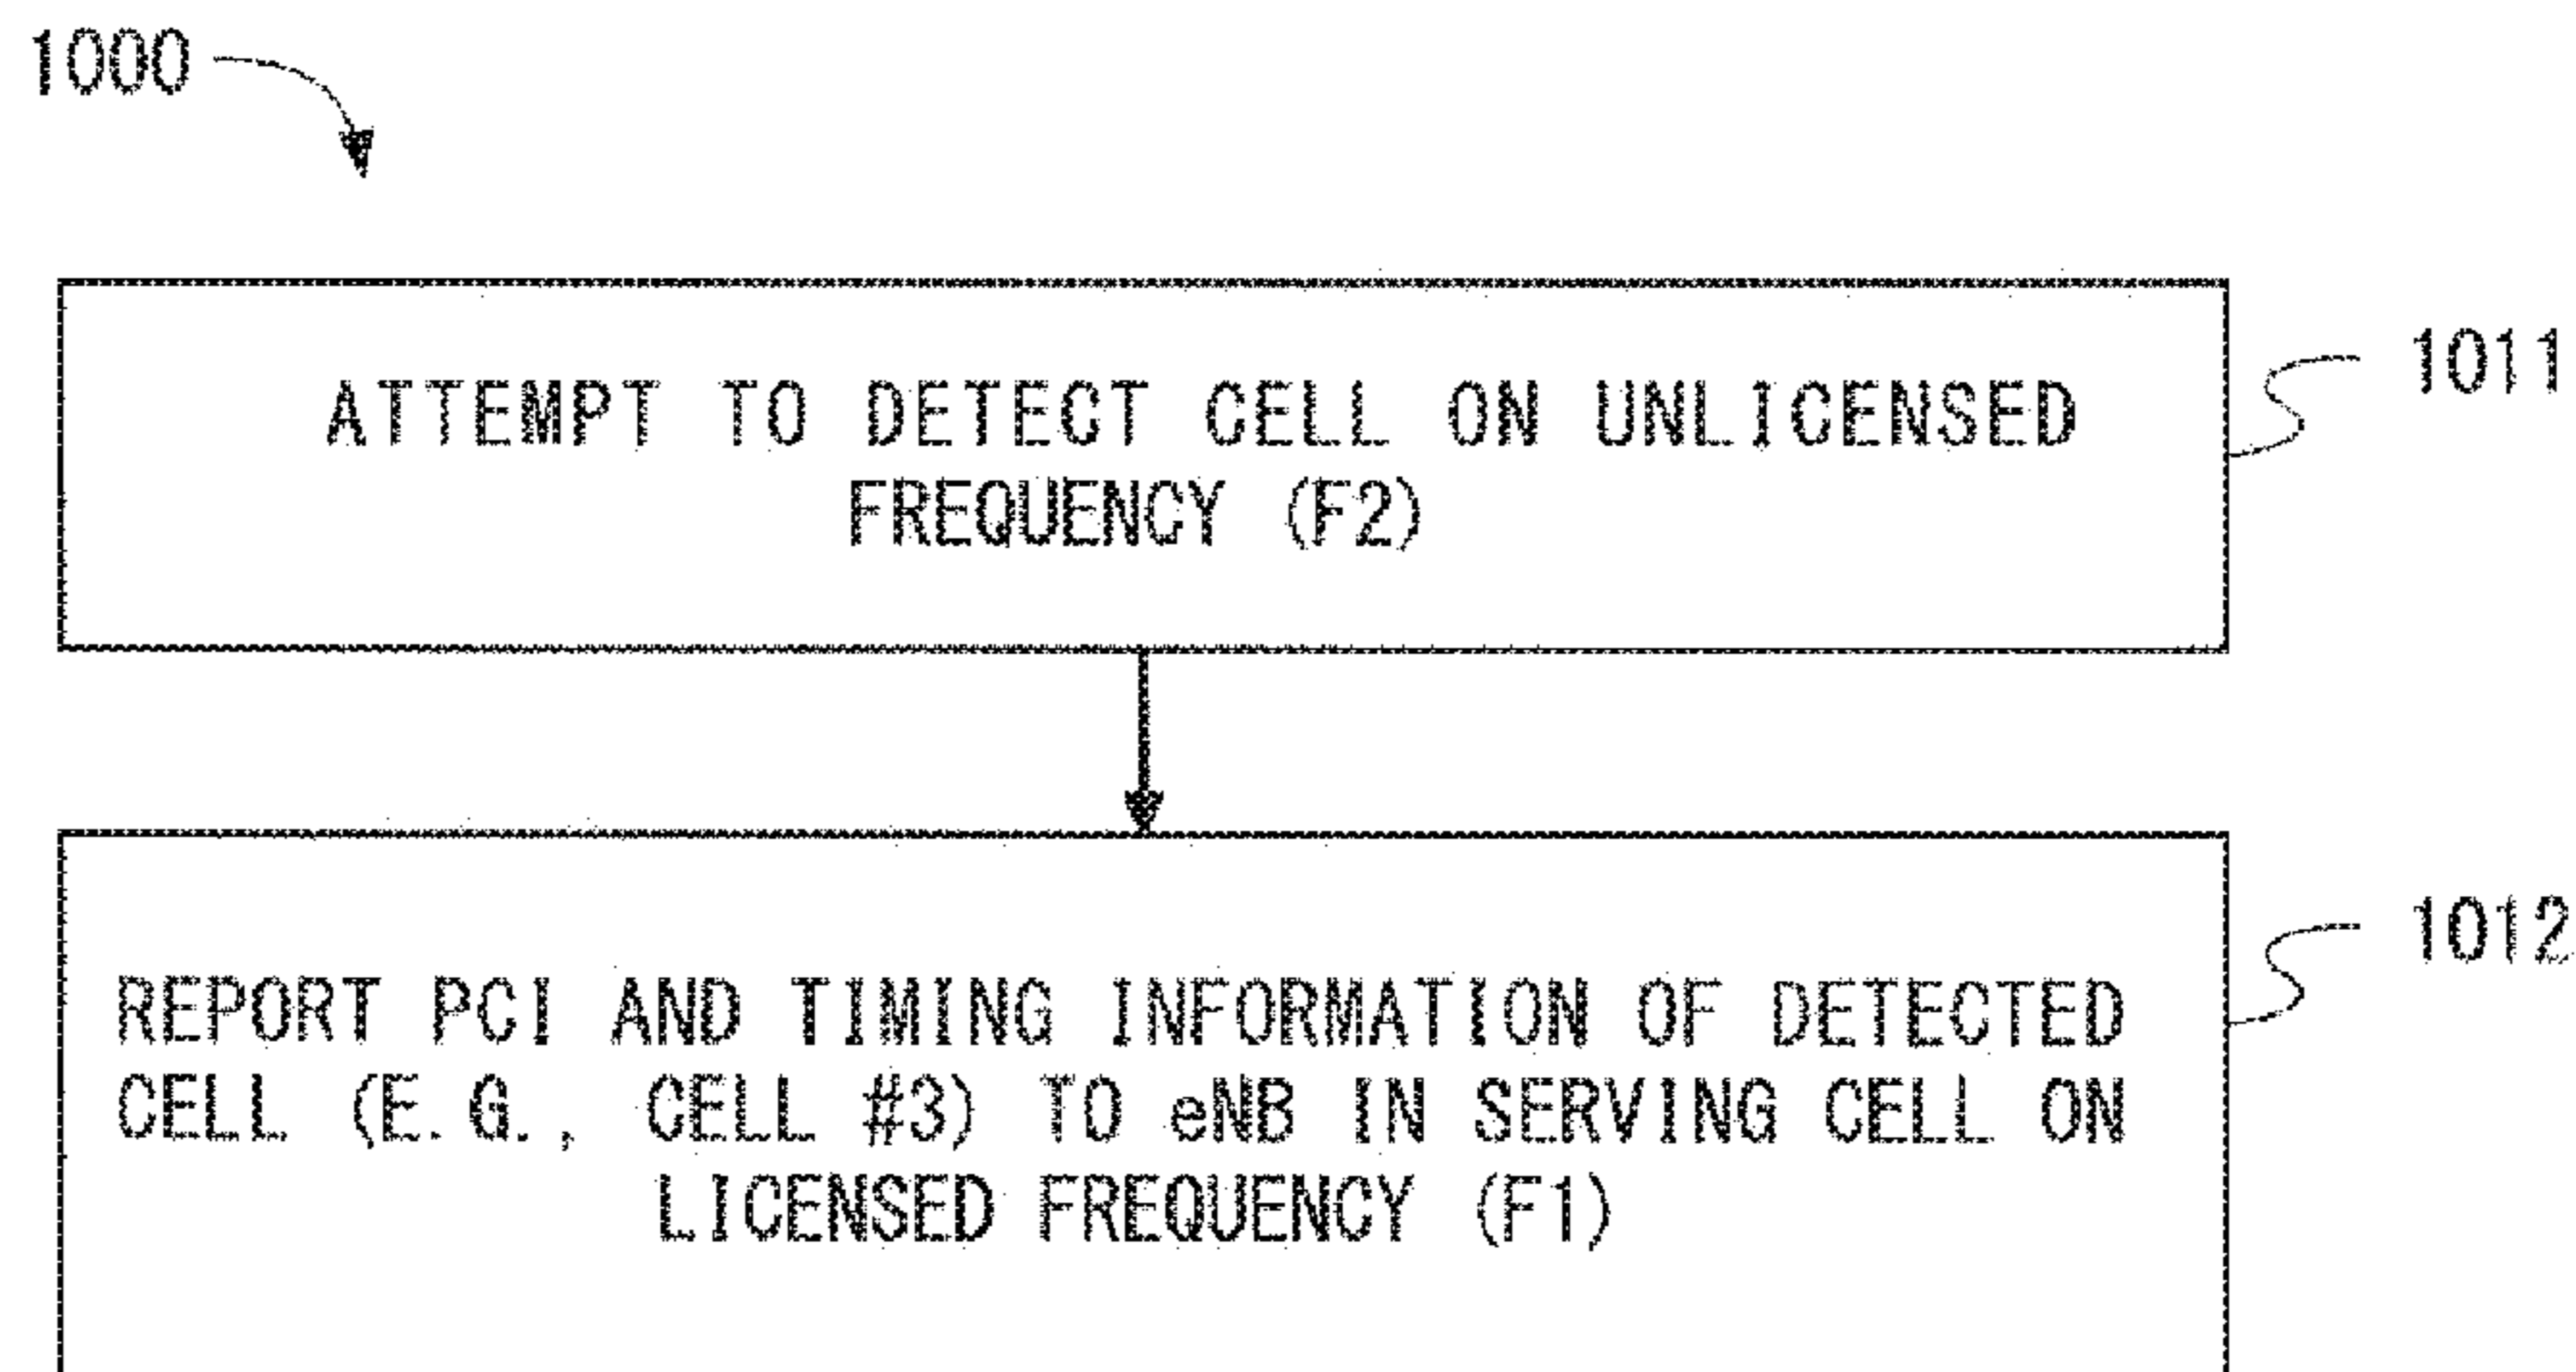 1000
ATTEMPT TO DETECT CELL ON UNLICENSED
FREQUENCY (F2)
1011
REPORT PCI AND TIMING INFORMATION OF DETECTED
CELL (E.G., CELL #3) TO eNB IN SERVING CELL ON
LICENSED FREQUENCY (F1)
1012